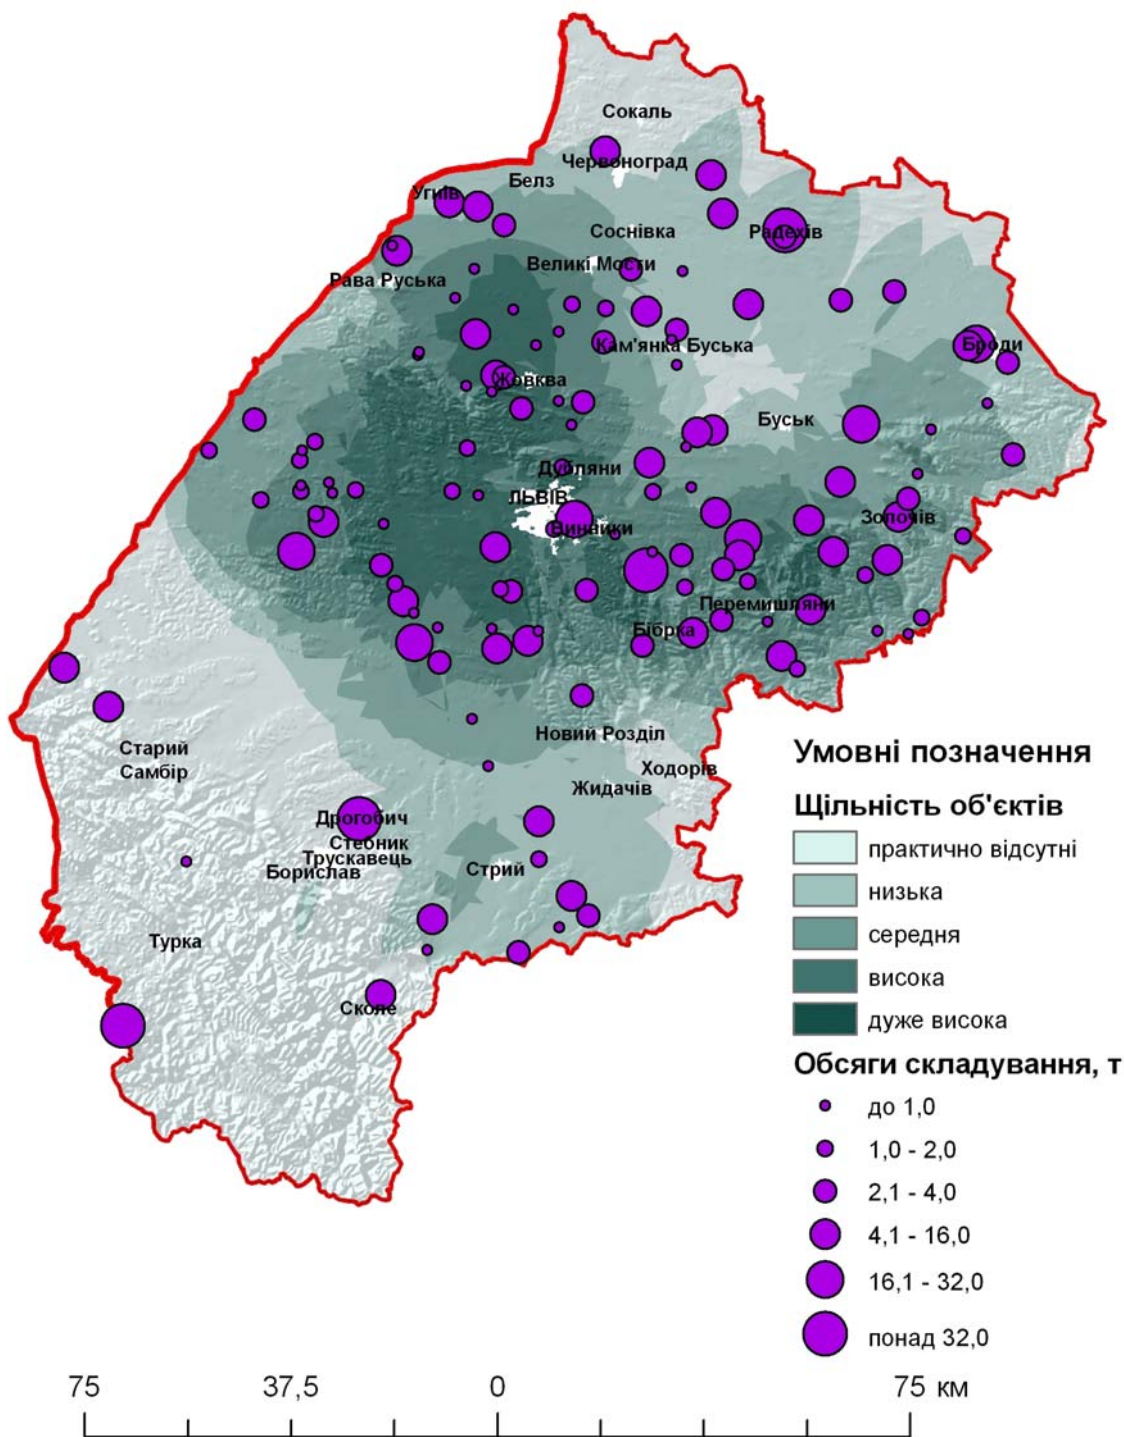 Сокаль
Червоноград
Белз
Угнів
Соснівка
Радехів
Великі Мости
Рава Руська
Кам'янка Буська
Броди
Жовква
Буськ
Дубляни
ЛЬВІВ
Винники
Золочів
Перемишляни
Бібрка
Новий Розділ
Старий
Самбір
Ходорів
Жидачів
Дрогобич
Стебник
Трускавець
Борислав
Стрий
Турка
Сколе
Умовні позначення
Щільність об'єктів
практично відсутні
низька
середня
висока
дуже висока
Обсяги складування, т
до 1,0
1,0 - 2,0
2,1 - 4,0
4,1 - 16,0
16,1 - 32,0
понад 32,0
75 37,5 0 75 км